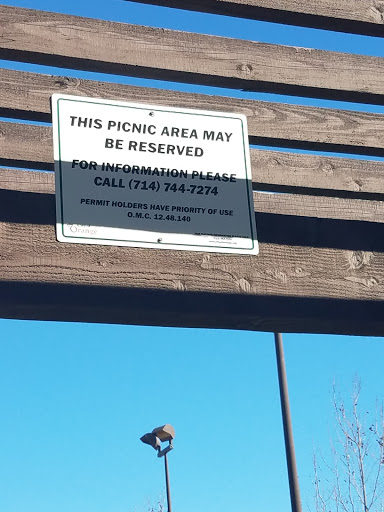 THIS PICNIC AREA MAY
BE RESERVED
FOR INFORMATION PLEASE
CALL (714) 744-7274
PERMIT HOLDERS HAVE PRIORITY OF USE
O.M.C. 12.48.140
Orange